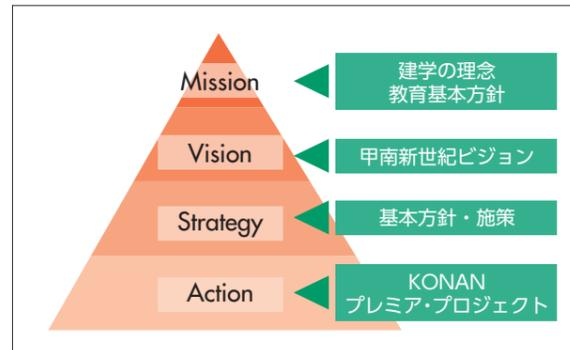 Mission
建学の理念
教育基本方針
Vision
甲南新世紀ビジョン
Strategy
基本方針・施策
Action
KONAN
プレミア・プロジェクト